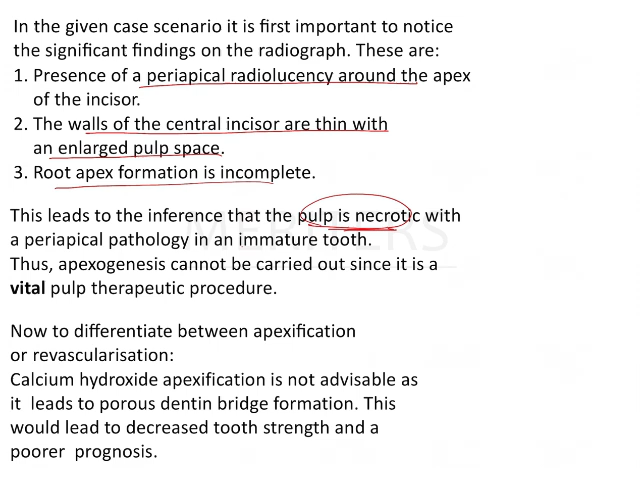 In the given case scenario it is first important to notice
the significant findings on the radiograph. These are:
1. Presence of a periapical radiolucency around the apex
of the incisor.
2. The walls of the central incisor are thin with
an enlarged pulp space.
3. Root apex formation is incomplete.
This leads to the inference that the pulp is necrotic with
a periapical pathology in an immature tooth.
Thus, apexogenesis cannot be carried out since it is a
vital pulp therapeutic procedure.
Now to differentiate between apexification
or revascularisation:
Calcium hydroxide apexification is not advisable as
it leads to porous dentin bridge formation. This
would lead to decreased tooth strength and a
poorer prognosis.